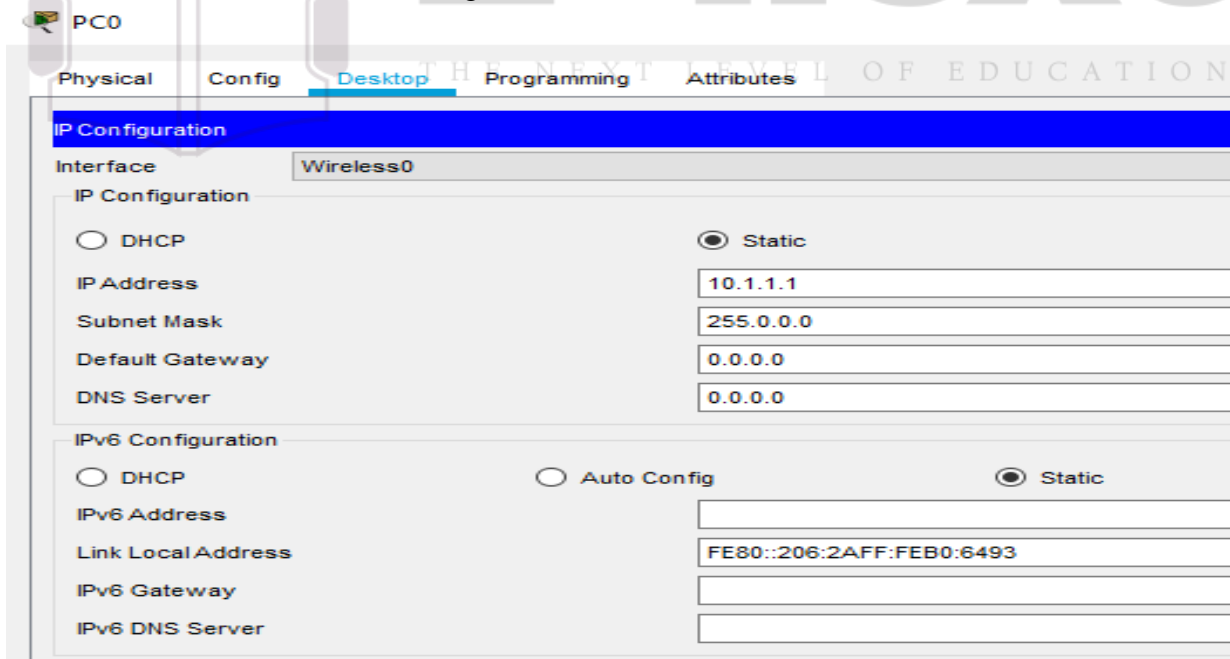 PC0
THE NEXT LEVEL OF EDUCATION
Physical Config Desktop Programming Attributes
IP Configuration
Interface Wireless0
IP Configuration
DHCP Static
IP Address 10.1.1.1
Subnet Mask 255.0.0.0
Default Gateway 0.0.0.0
DNS Server 0.0.0.0
IPv6 Configuration
DHCP Auto Config Static
IPv6 Address
Link Local Address FE80::206:2AFF:FEB0:6493
IPv6 Gateway
IPv6 DNS Server